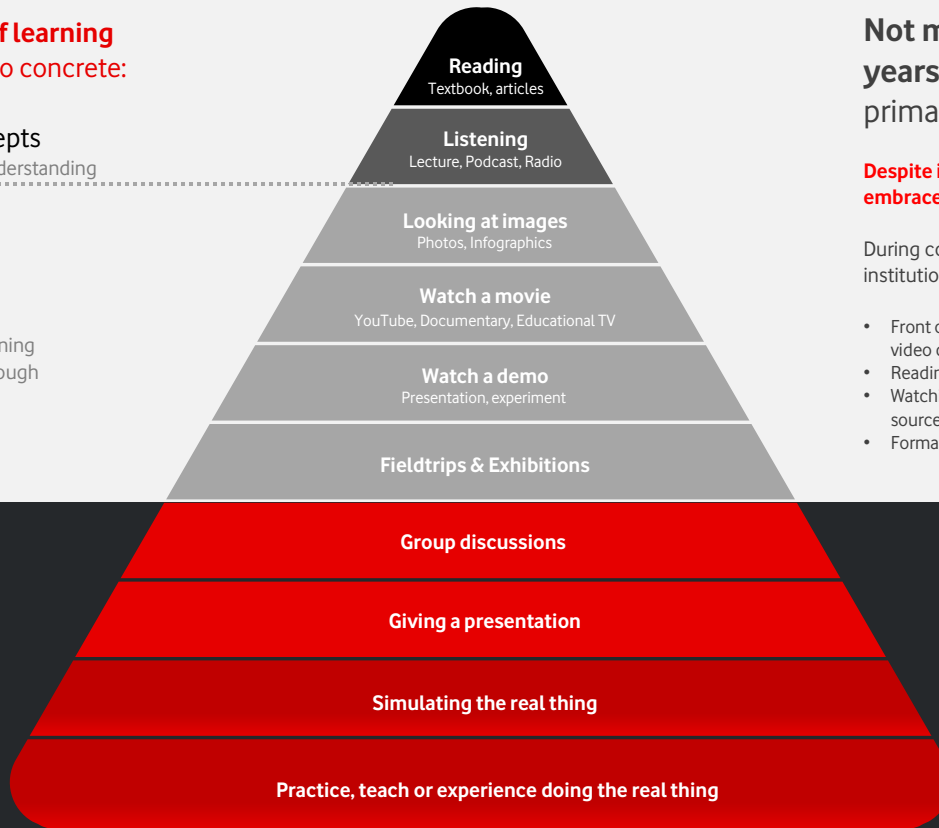 f learning
o concrete:
epts
derstanding
ning
ough
Reading
Textbook, articles
Listening
Lecture, Podcast, Radio
Looking at images
Photos, Infographics
Watch a movie
YouTube, Documentary, Educational TV
Watch a demo
Presentation, experiment
Fieldtrips & Exhibitions
Group discussions
Giving a presentation
Simulating the real thing
Practice, teach or experience doing the real thing
Not m
years
prima
Despite i
embrace
During co
institutio
• Front o
video c
• Readin
• Watch
source
• Forma